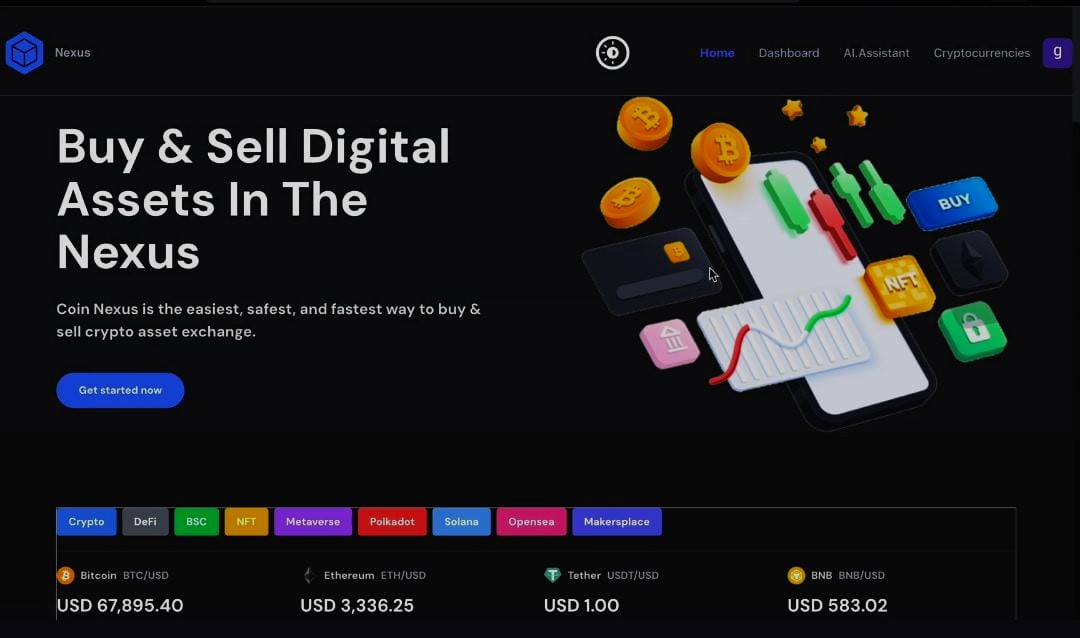 Nexus
Home Dashboard AI.Assistant Cryptocurrencies g
Buy & Sell Digital
Assets In The
Nexus
BUY
NFT
Coin Nexus is the easiest, safest, and fastest way to buy &
sell crypto asset exchange.
Get started now
Crypto DeFi BSC NFT Metaverse Polkadot Solana Opensea Makersplace
Bitcoin BTC/USD Ethereum ETH/USD Tether USDT/USD BNB BNB/USD
USD 67,895.40 USD 3,336.25 USD 1.00 USD 583.02